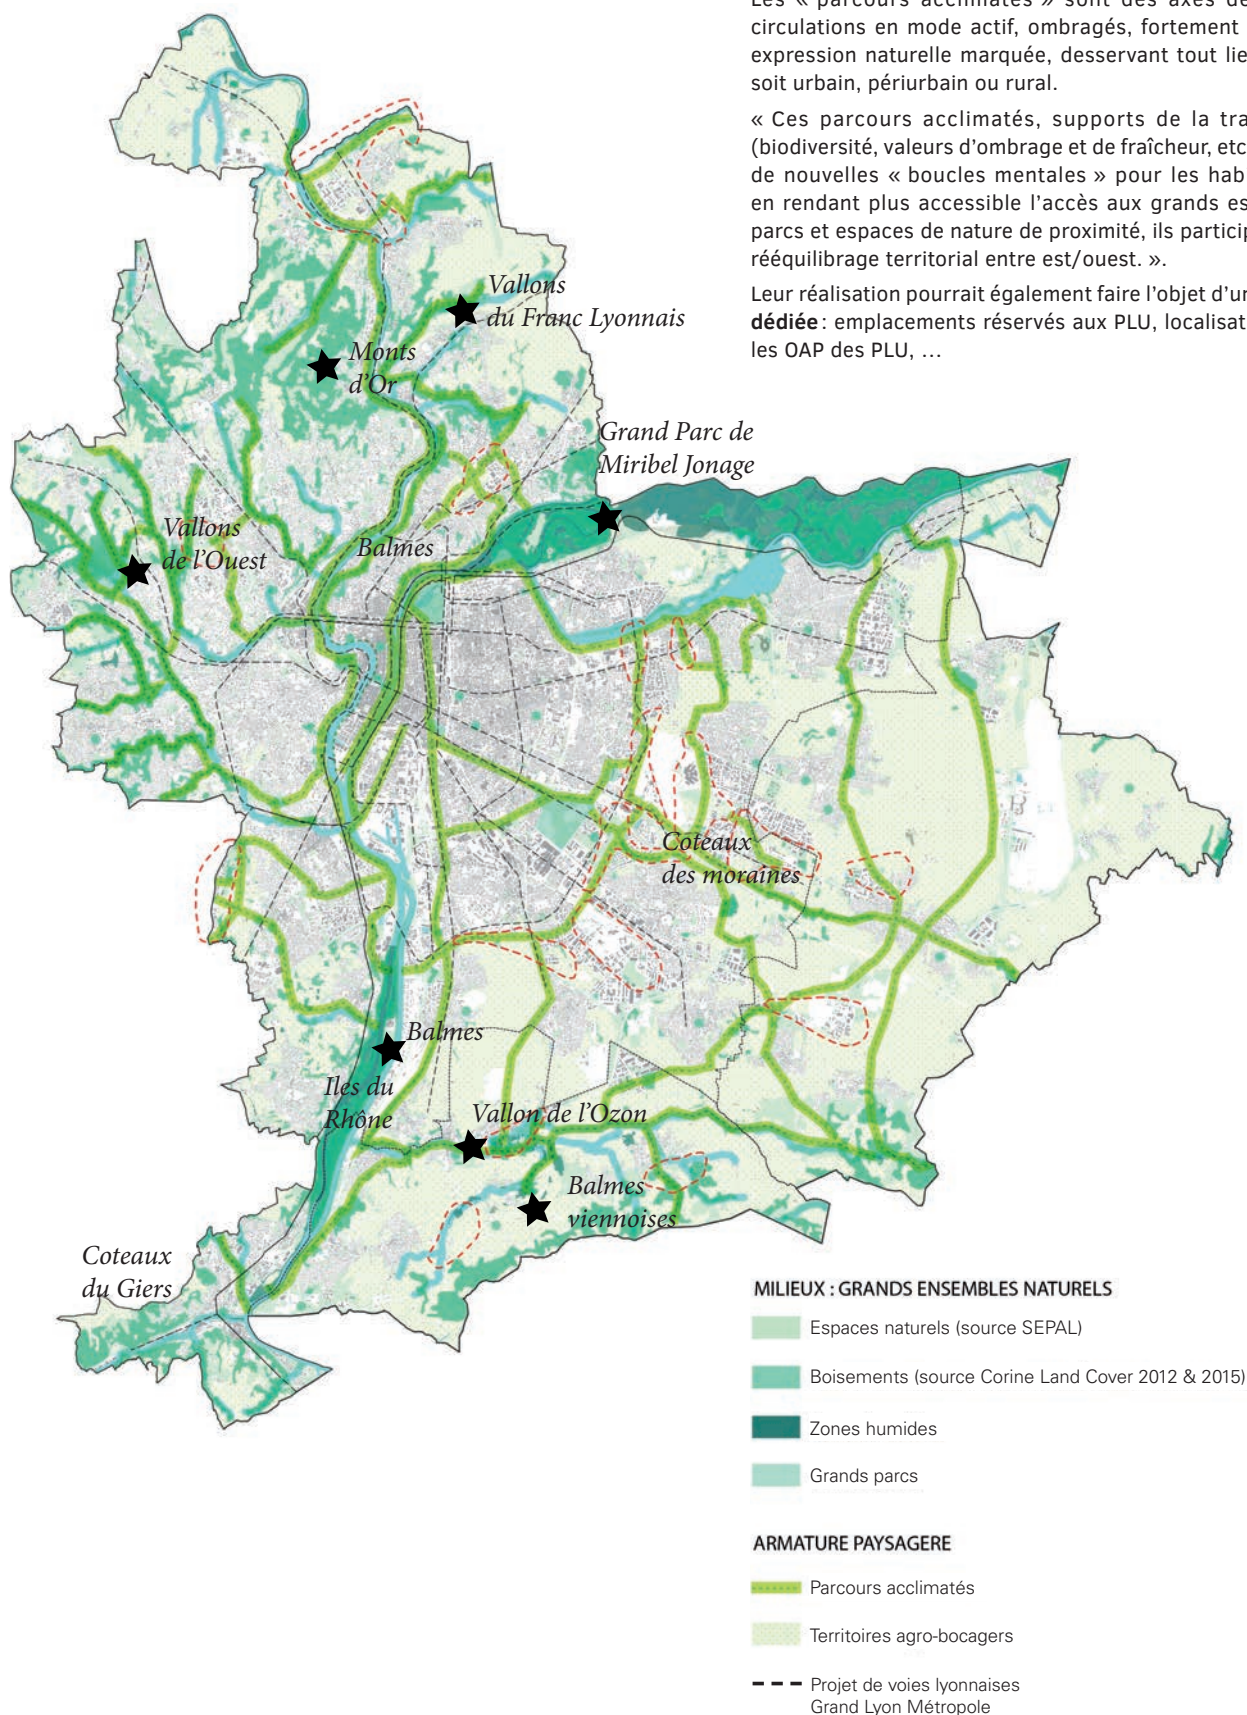 Les « parcours acclimatés » sont des axes de
circulations en mode actif, ombragés, fortement
expression naturelle marquée, desservant tout lie
soit urbain, périurbain ou rural.
« Ces parcours acclimatés, supports de la tra
(biodiversité, valeurs d'ombrage et de fraîcheur, etc
de nouvelles « boucles mentales » pour les hab
en rendant plus accessible l'accès aux grands es
parcs et espaces de nature de proximité, ils particip
rééquilibrage territorial entre est/ouest. ».
Leur réalisation pourrait également faire l'objet d'un
dédiée : emplacements réservés aux PLU, localisat
les OAP des PLU, …
Vallons
du Franc Lyonnais
Monts
d'Or
Grand Parc de
Miribel Jonage
Vallons
de l'Ouest
Balmes
Coteaux
des moraines
Balmes
Iles du
Rhône
Vallon de l'Ozon
Balmes
viennoises
Coteaux
du Giers
MILIEUX : GRANDS ENSEMBLES NATURELS
Espaces naturels (source SEPAL)
Boisements (source Corine Land Cover 2012 & 2015)
Zones humides
Grands parcs
ARMATURE PAYSAGERE
Parcours acclimatés
Territoires agro-bocagers
Projet de voies lyonnaises
Grand Lyon Métropole